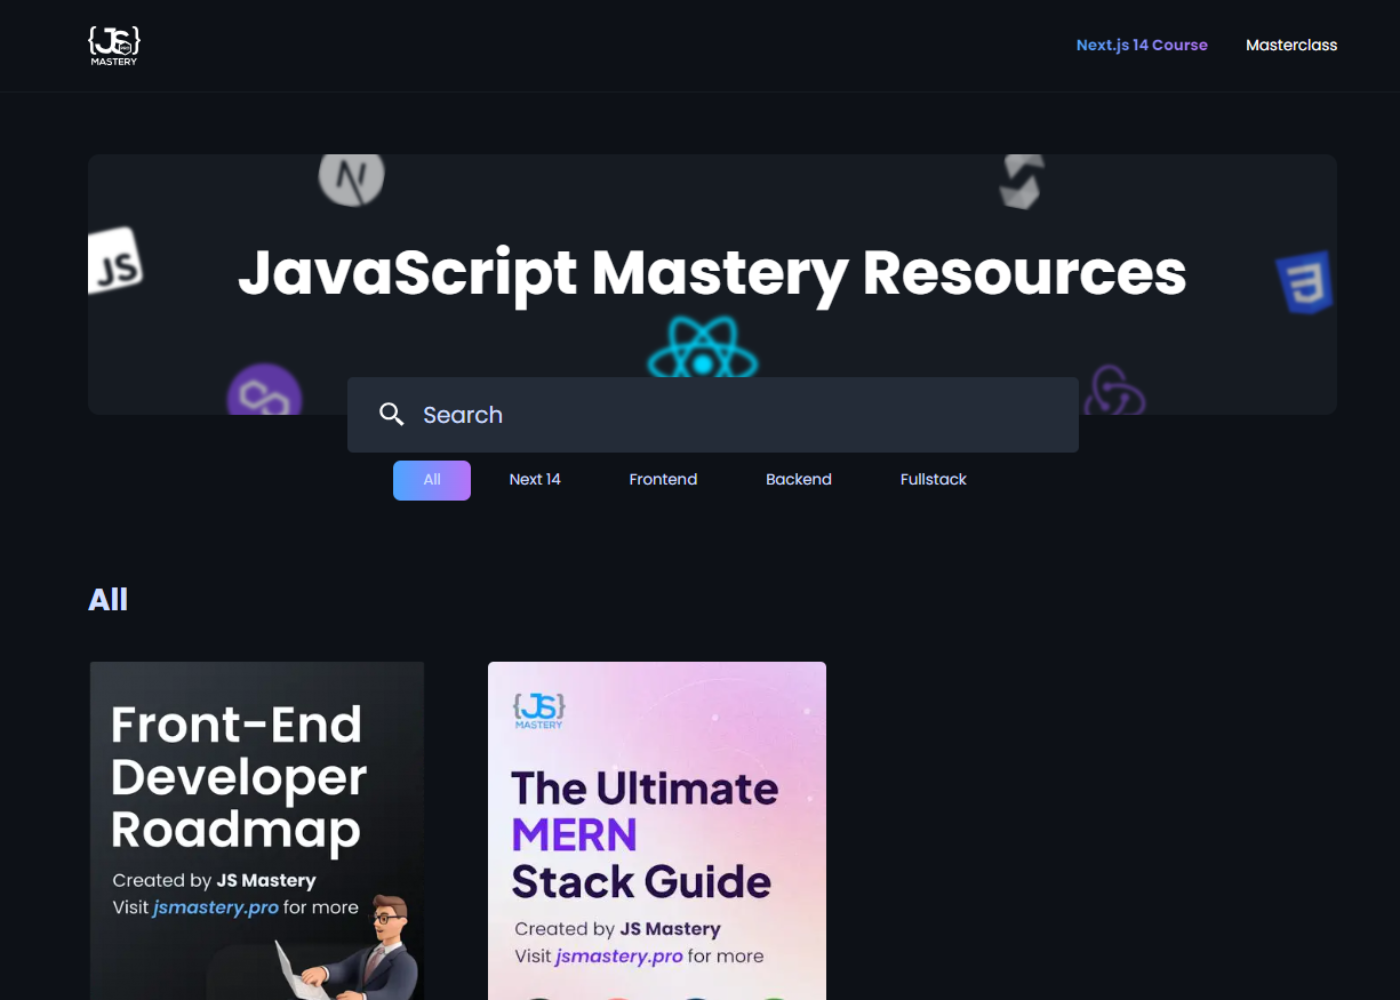 {JS}
MASTERY
Next.js 14 Course
Masterclass
N
JS
JavaScript Mastery Resources
Search
All
Next 14
Frontend
Backend
Fullstack
All
Front-End
Developer
Roadmap
Created by JS Mastery
Visit jsmastery.pro for more
{JS}
MASTERY
The Ultimate
MERN
Stack Guide
Created by JS Mastery
Visit jsmastery.pro for more